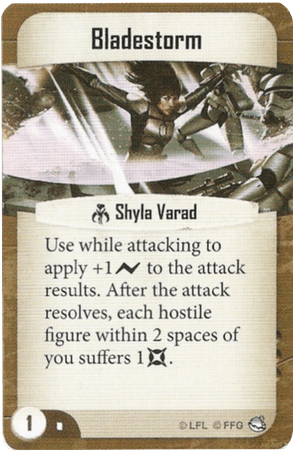 Bladestorm
Shyla Varad
Use while attacking to
apply +1 to the attack
results. After the attack
resolves, each hostile
figure within 2 spaces of
you suffers 1.
1
© LFL © FFG